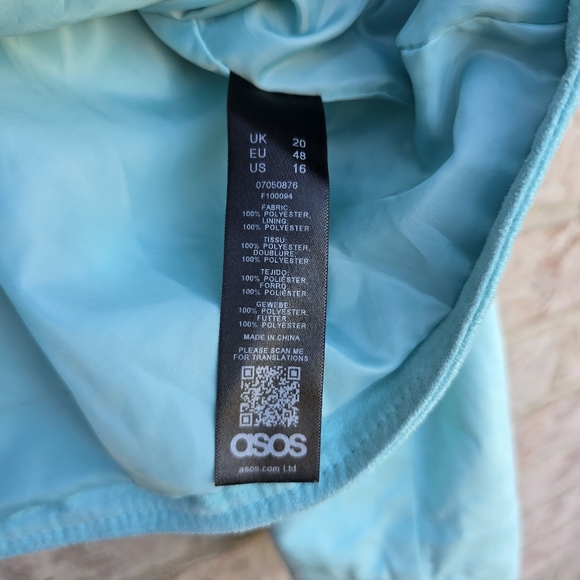 UK 20
EU 48
US 16
07050876
F100094
FABRIC:
100% POLYESTER,
LINING:
100% POLYESTER
TISSU:
100% POLYESTER,
DOUBLURE:
100% POLYESTER
TEJIDO:
100% POLIÉSTER,
FORRO:
100% POLIÉSTER
GEWEBE:
100% POLYESTER,
FUTTER:
100% POLYESTER
MADE IN CHINA
PLEASE SCAN ME
FOR TRANSLATIONS
asos
asos.com Ltd